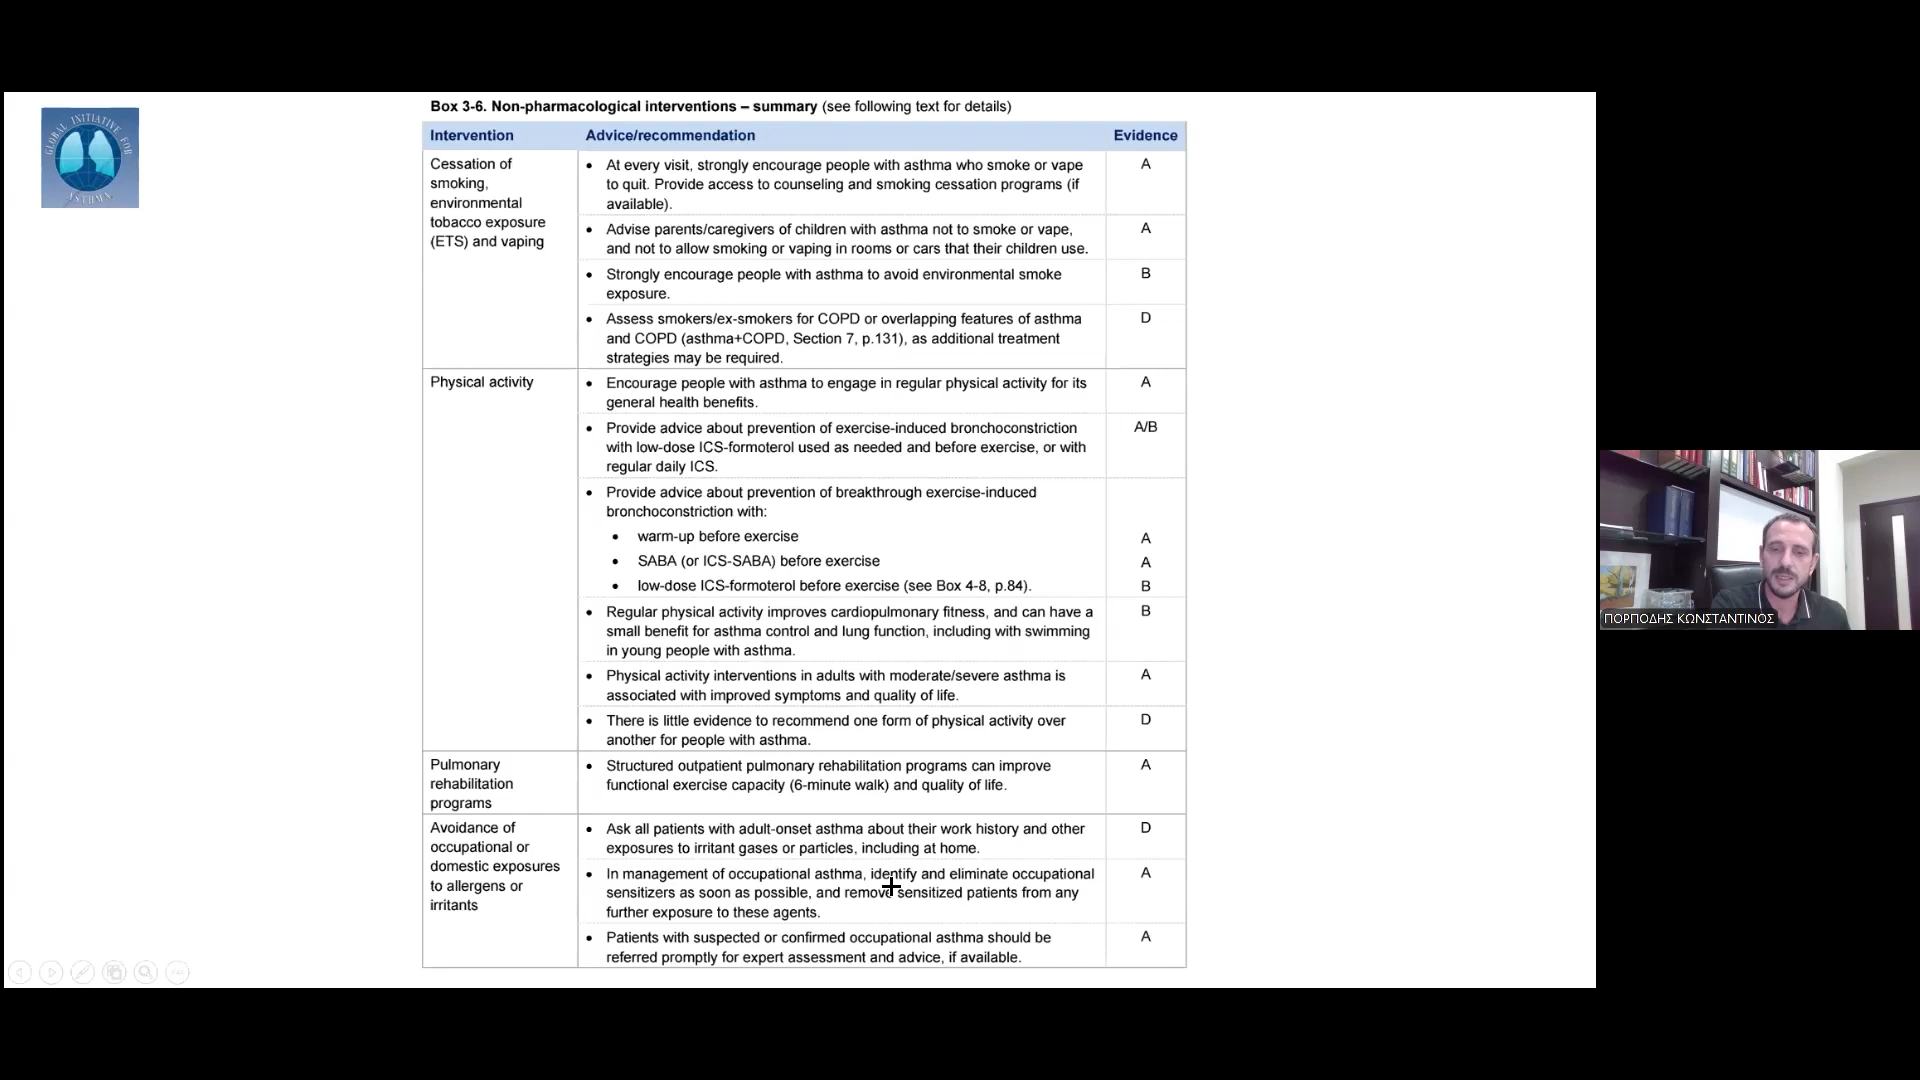 GLOBAL INITIATIVE FOR
ASTHMA
Box 3-6. Non-pharmacological interventions – summary (see following text for details)
Intervention Advice/recommendation Evidence
Cessation of
smoking,
environmental
tobacco exposure
(ETS) and vaping
• At every visit, strongly encourage people with asthma who smoke or vape A
to quit. Provide access to counseling and smoking cessation programs (if
available).
• Advise parents/caregivers of children with asthma not to smoke or vape, A
and not to allow smoking or vaping in rooms or cars that their children use.
• Strongly encourage people with asthma to avoid environmental smoke B
exposure.
• Assess smokers/ex-smokers for COPD or overlapping features of asthma D
and COPD (asthma+COPD, Section 7, p.131), as additional treatment
strategies may be required.
Physical activity
• Encourage people with asthma to engage in regular physical activity for its A
general health benefits.
• Provide advice about prevention of exercise-induced bronchoconstriction A/B
with low-dose ICS-formoterol used as needed and before exercise, or with
regular daily ICS.
• Provide advice about prevention of breakthrough exercise-induced
bronchoconstriction with:
• warm-up before exercise A
• SABA (or ICS-SABA) before exercise A
• low-dose ICS-formoterol before exercise (see Box 4-8, p.84). B
• Regular physical activity improves cardiopulmonary fitness, and can have a B
small benefit for asthma control and lung function, including with swimming
in young people with asthma.
• Physical activity interventions in adults with moderate/severe asthma is A
associated with improved symptoms and quality of life.
• There is little evidence to recommend one form of physical activity over D
another for people with asthma.
Pulmonary
rehabilitation
programs
• Structured outpatient pulmonary rehabilitation programs can improve A
functional exercise capacity (6-minute walk) and quality of life.
Avoidance of
occupational or
domestic exposures
to allergens or
irritants
• Ask all patients with adult-onset asthma about their work history and other D
exposures to irritant gases or particles, including at home.
• In management of occupational asthma, identify and eliminate occupational A
sensitizers as soon as possible, and remove sensitized patients from any
further exposure to these agents.
• Patients with suspected or confirmed occupational asthma should be A
referred promptly for expert assessment and advice, if available.
ΠΟΡΠΟΔΗΣ ΚΩΝΣΤΑΝΤΙΝΟΣ